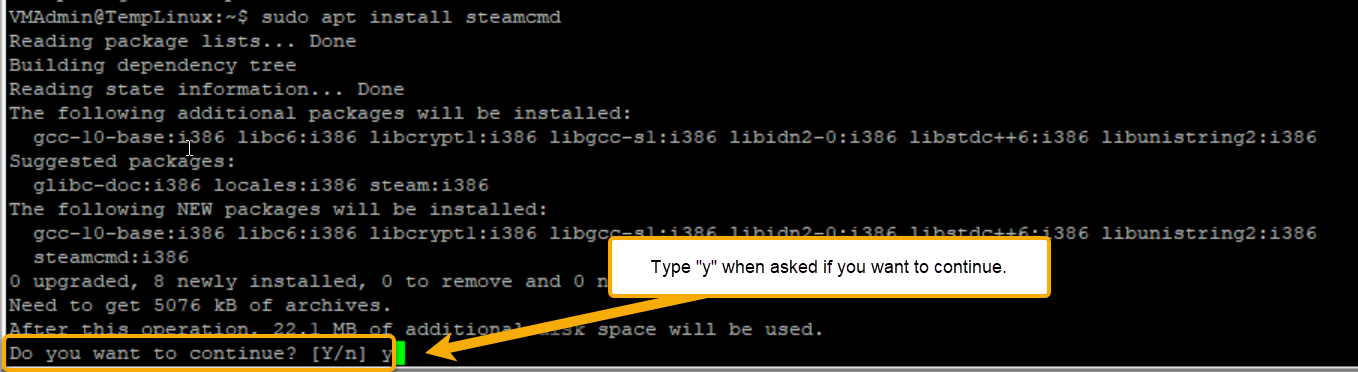 VMAdmin@TempLinux:~$ sudo apt install steamcmd
Reading package lists... Done
Building dependency tree
Reading state information... Done
The following additional packages will be installed:
gcc-10-base:i386 libc6:i386 libcrypt1:i386 libgcc-s1:i386 libidn2-0:i386 libstdc++6:i386 libunistring2:i386
Suggested packages:
glibc-doc:i386 locales:i386 steam:i386
The following NEW packages will be installed:
gcc-10-base:i386 libc6:i386 libcrypt1:i386 libgcc-s1:i386 libidn2-0:i386 libstdc++6:i386 libunistring2:i386
steamcmd:i386
Type "y" when asked if you want to continue.
0 upgraded, 8 newly installed, 0 to remove and 0 n
Need to get 5076 kB of archives.
After this operation, 22.1 MB of additional disk space will be used.
Do you want to continue? [Y/n] y